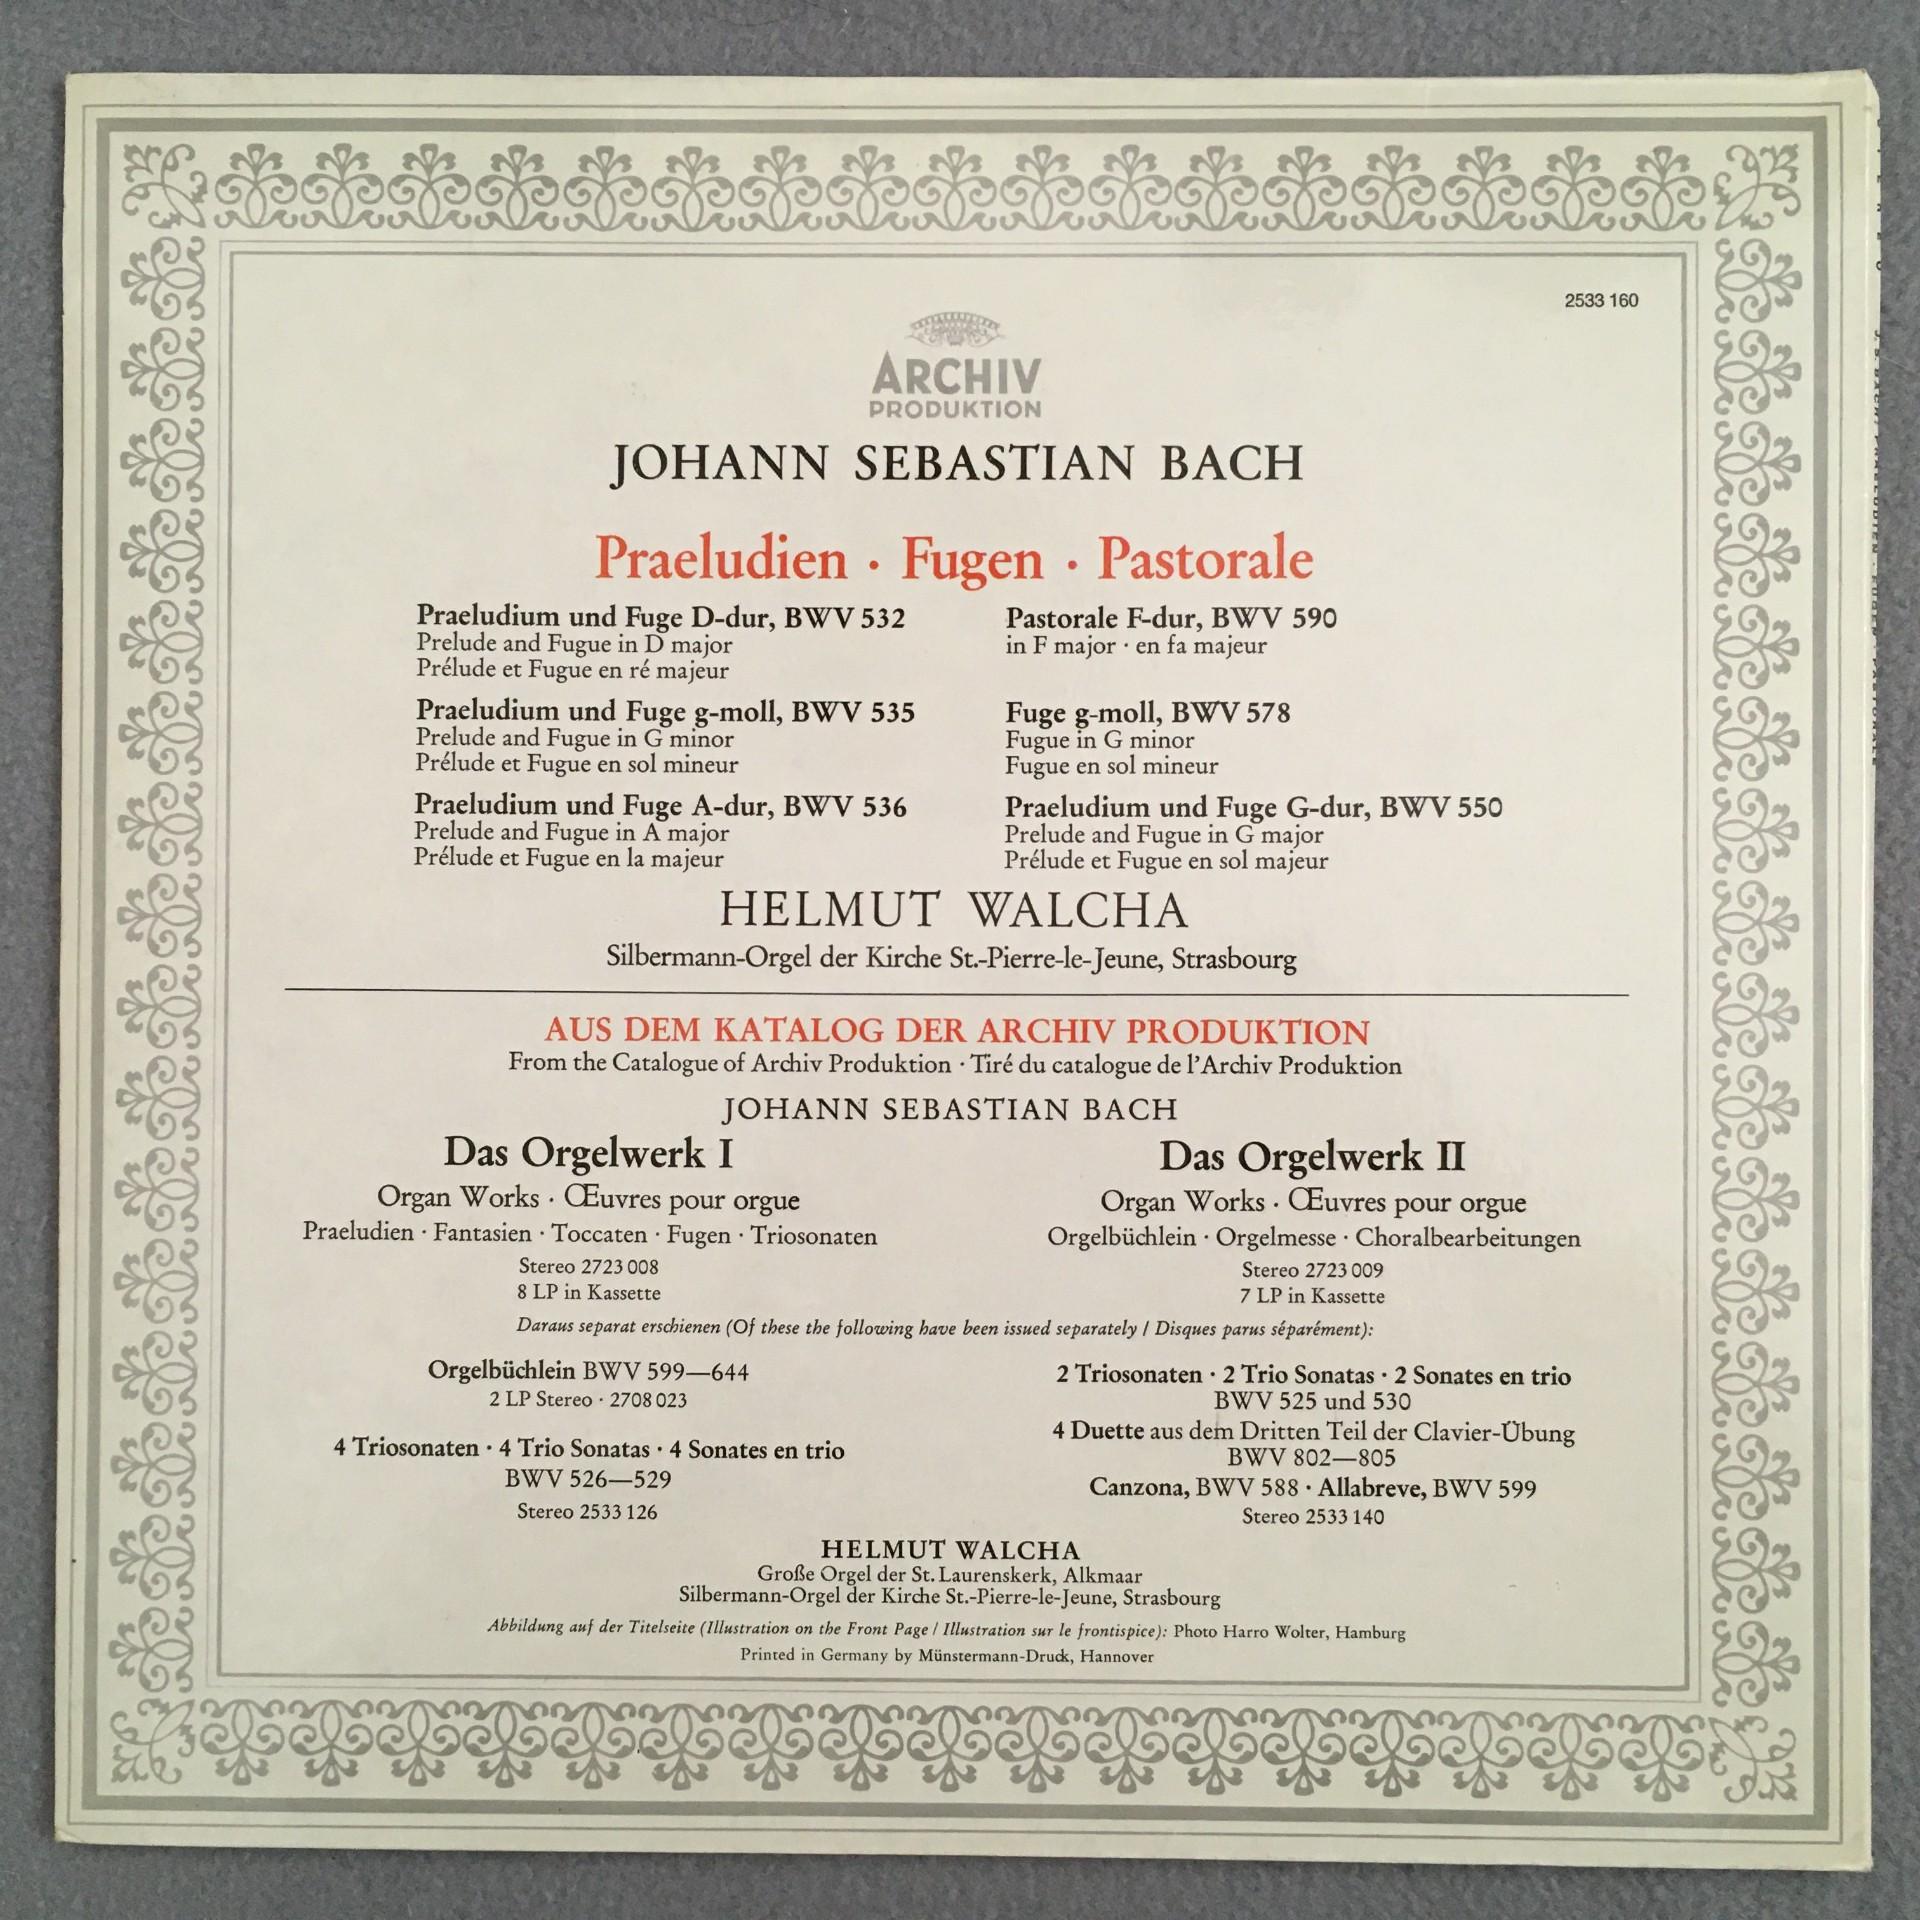 2533 160
ARCHIV
PRODUKTION
JOHANN SEBASTIAN BACH
Praeludien · Fugen · Pastorale
Praeludium und Fuge D-dur, BWV 532
Prelude and Fugue in D major
Prélude et Fugue en ré majeur
Praeludium und Fuge g-moll, BWV 535
Prelude and Fugue in G minor
Prélude et Fugue en sol mineur
Praeludium und Fuge A-dur, BWV 536
Prelude and Fugue in A major
Prélude et Fugue en la majeur
Pastorale F-dur, BWV 590
in F major · en fa majeur
Fuge g-moll, BWV 578
Fugue in G minor
Fugue en sol mineur
Praeludium und Fuge G-dur, BWV 550
Prelude and Fugue in G major
Prélude et Fugue en sol majeur
HELMUT WALCHA
Silbermann-Orgel der Kirche St.-Pierre-le-Jeune, Strasbourg
AUS DEM KATALOG DER ARCHIV PRODUKTION
From the Catalogue of Archiv Produktion · Tiré du catalogue de l'Archiv Produktion
JOHANN SEBASTIAN BACH
Das Orgelwerk I
Organ Works · Œuvres pour orgue
Praeludien · Fantasien · Toccaten · Fugen · Triosonaten
Stereo 2723 008
8 LP in Kassette
Das Orgelwerk II
Organ Works · Œuvres pour orgue
Orgelbüchlein · Orgelmesse · Choralbearbeitungen
Stereo 2723 009
7 LP in Kassette
Daraus separat erschienen (Of these the following have been issued separately / Disques parus séparément):
Orgelbüchlein BWV 599—644
2 LP Stereo · 2708 023
4 Triosonaten · 4 Trio Sonatas · 4 Sonates en trio
BWV 526—529
Stereo 2533 126
2 Triosonaten · 2 Trio Sonatas · 2 Sonates en trio
BWV 525 und 530
4 Duette aus dem Dritten Teil der Clavier-Übung
BWV 802—805
Canzona, BWV 588 · Allabreve, BWV 599
Stereo 2533 140
HELMUT WALCHA
Große Orgel der St. Laurenskerk, Alkmaar
Silbermann-Orgel der Kirche St.-Pierre-le-Jeune, Strasbourg
Abbildung auf der Titelseite (Illustration on the Front Page / Illustration sur le frontispice): Photo Harro Wolter, Hamburg
Printed in Germany by Münstermann-Druck, Hannover